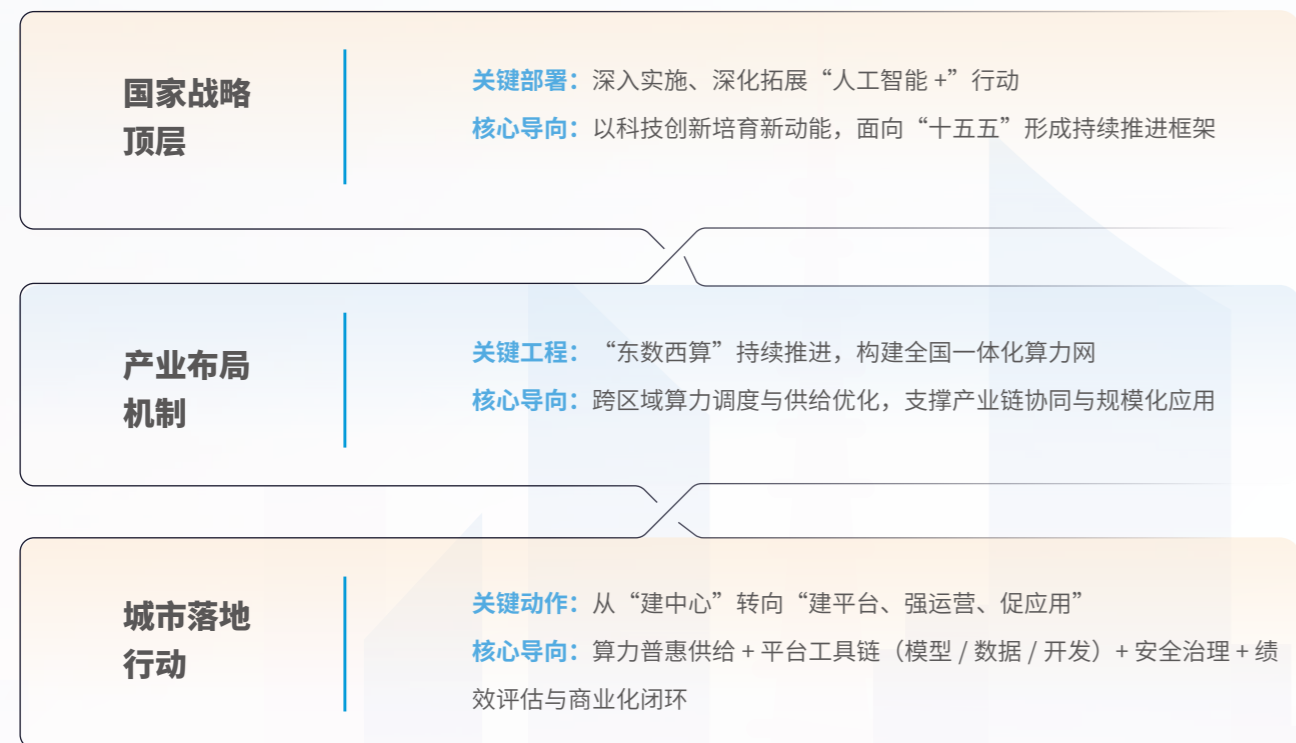 国家战略
顶层
关键部署：深入实施、深化拓展“人工智能 +”行动
核心导向：以科技创新培育新动能，面向“十五五”形成持续推进框架
产业布局
机制
关键工程：“东数西算”持续推进，构建全国一体化算力网
核心导向：跨区域算力调度与供给优化，支撑产业链协同与规模化应用
城市落地
行动
关键动作：从“建中心”转向“建平台、强运营、促应用”
核心导向：算力普惠供给 + 平台工具链（模型 / 数据 / 开发）+ 安全治理 + 绩
效评估与商业化闭环